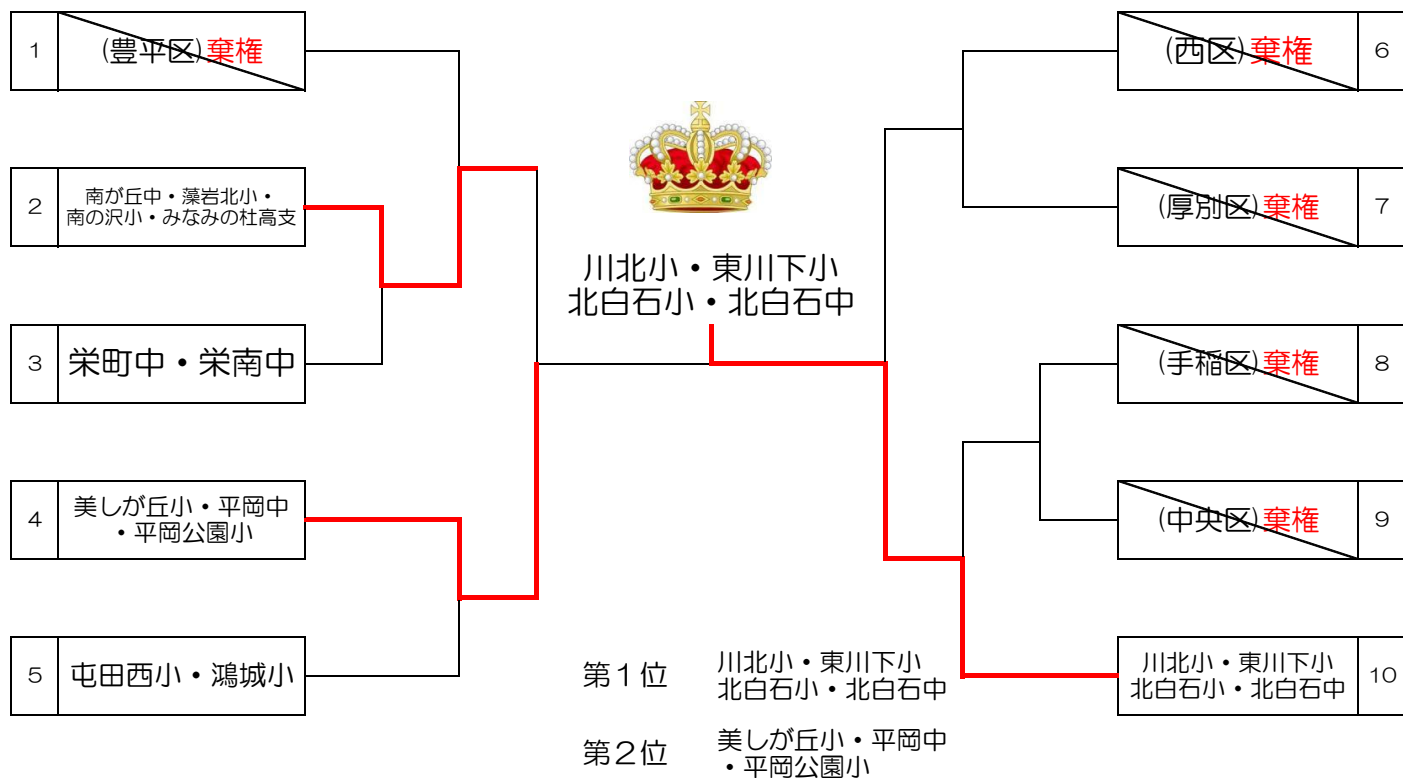 1 (豊平区)棄権
2 南が丘中・藻岩北小・
南の沢小・みなみの杜高支
3 栄町中・栄南中
4 美しが丘小・平岡中
・平岡公園小
5 屯田西小・鴻城小
川北小・東川下小
北白石小・北白石中
(西区)棄権 6
(厚別区)棄権 7
(手稲区)棄権 8
(中央区)棄権 9
川北小・東川下小
北白石小・北白石中 10
第1位 川北小・東川下小
北白石小・北白石中
第2位 美しが丘小・平岡中
・平岡公園小